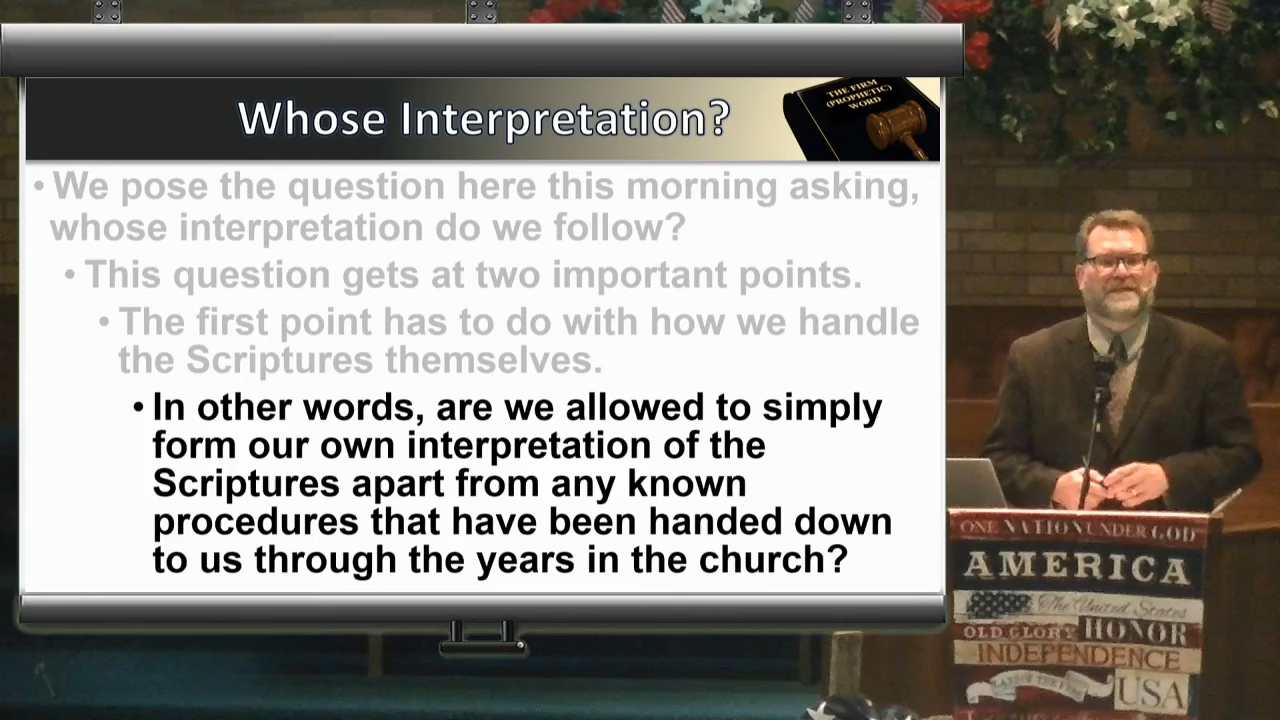 Whose Interpretation?
THE FIRM
(PROPHETIC)
WORD
• We pose the question here this morning asking,
whose interpretation do we follow?
• This question gets at two important points.
• The first point has to do with how we handle
the Scriptures themselves.
• In other words, are we allowed to simply
form our own interpretation of the
Scriptures apart from any known
procedures that have been handed down
to us through the years in the church?
ONE NATION UNDER GOD
AMERICA
The United States
OLD GLORY HONOR
INDEPENDENCE
USA